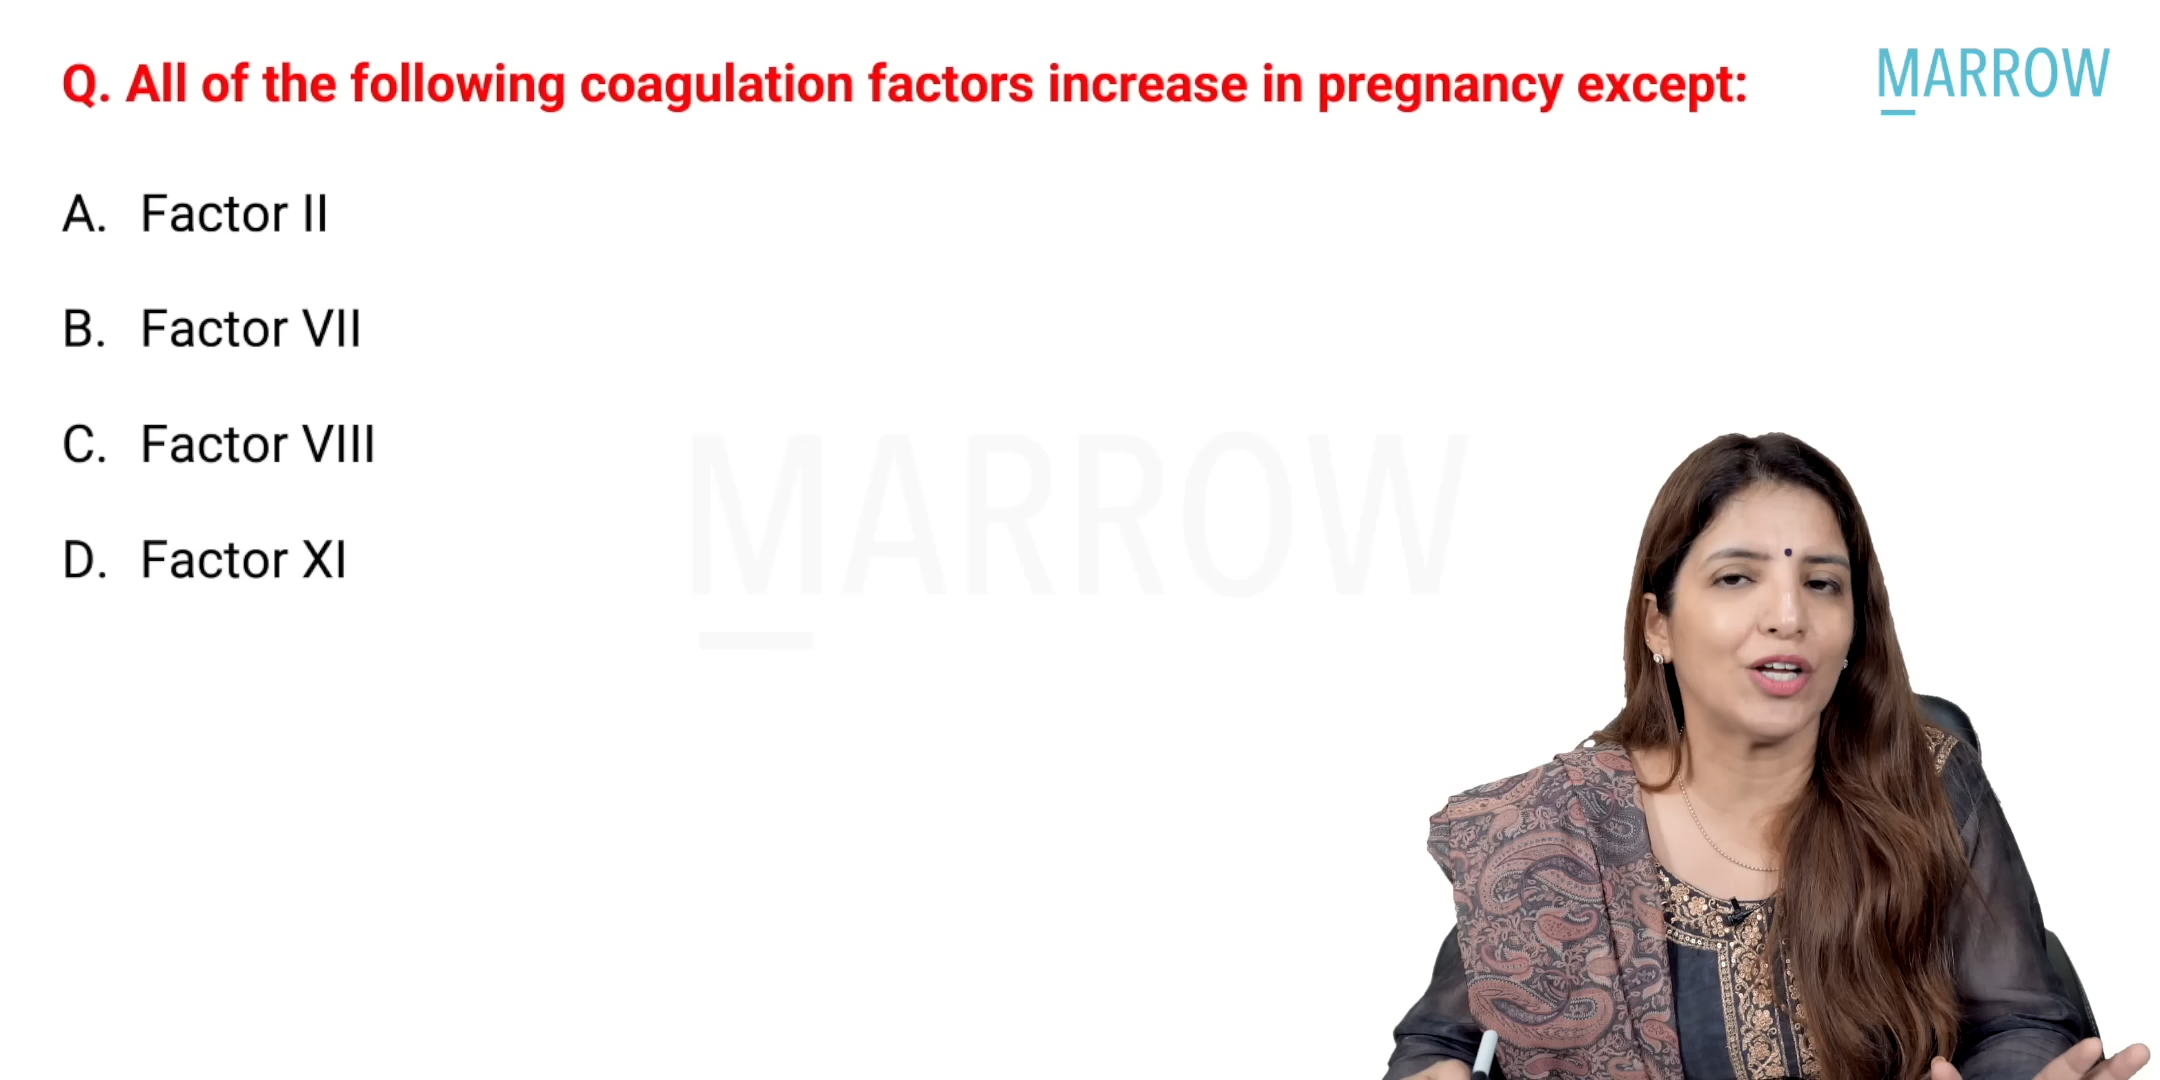 Q. All of the following coagulation factors increase in pregnancy except:
MARROW
A. Factor II
B. Factor VII
C. Factor VIII
D. Factor XI
MARROW